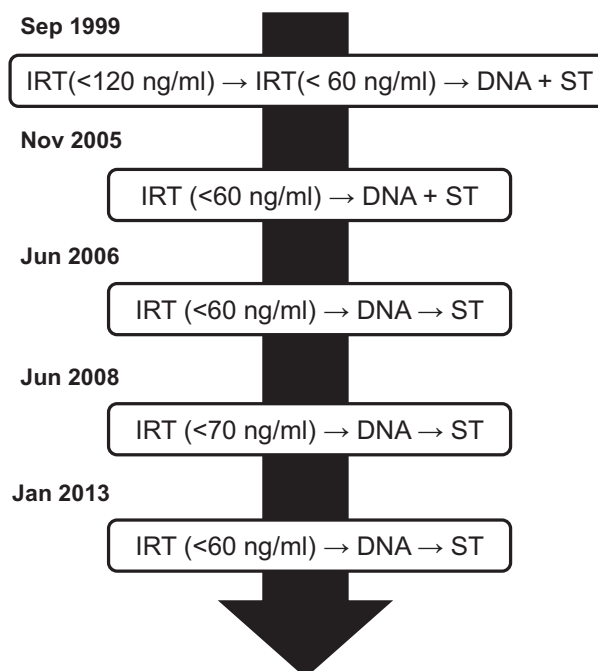 Sep 1999
IRT(<120 ng/ml) → IRT(< 60 ng/ml) → DNA + ST
Nov 2005
IRT (<60 ng/ml) → DNA + ST
Jun 2006
IRT (<60 ng/ml) → DNA → ST
Jun 2008
IRT (<70 ng/ml) → DNA → ST
Jan 2013
IRT (<60 ng/ml) → DNA → ST